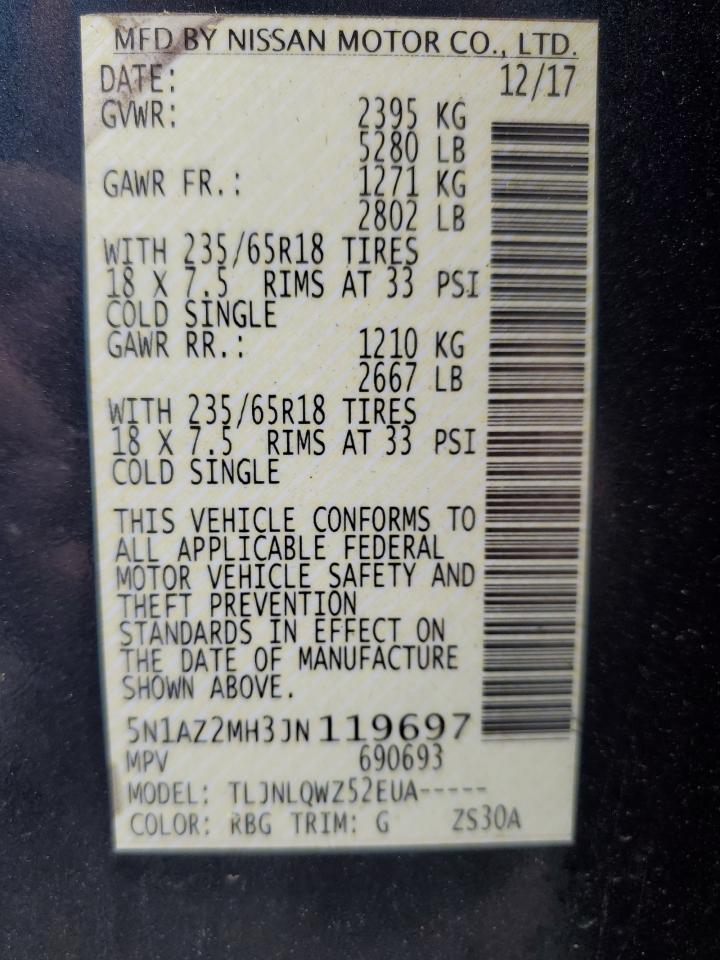 MFD BY NISSAN MOTOR CO., LTD.
DATE: 12/17
GVWR: 2395 KG
5280 LB
GAWR FR.: 1271 KG
2802 LB
WITH 235/65R18 TIRES
18 X 7.5 RIMS AT 33 PSI
COLD SINGLE
GAWR RR.: 1210 KG
2667 LB
WITH 235/65R18 TIRES
18 X 7.5 RIMS AT 33 PSI
COLD SINGLE
THIS VEHICLE CONFORMS TO
ALL APPLICABLE FEDERAL
MOTOR VEHICLE SAFETY AND
THEFT PREVENTION
STANDARDS IN EFFECT ON
THE DATE OF MANUFACTURE
SHOWN ABOVE.
5N1AZ2MH3JN119697
MPV 690693
MODEL: TLJNLQWZ52EUA-----
COLOR: RBG TRIM: G ZS30A